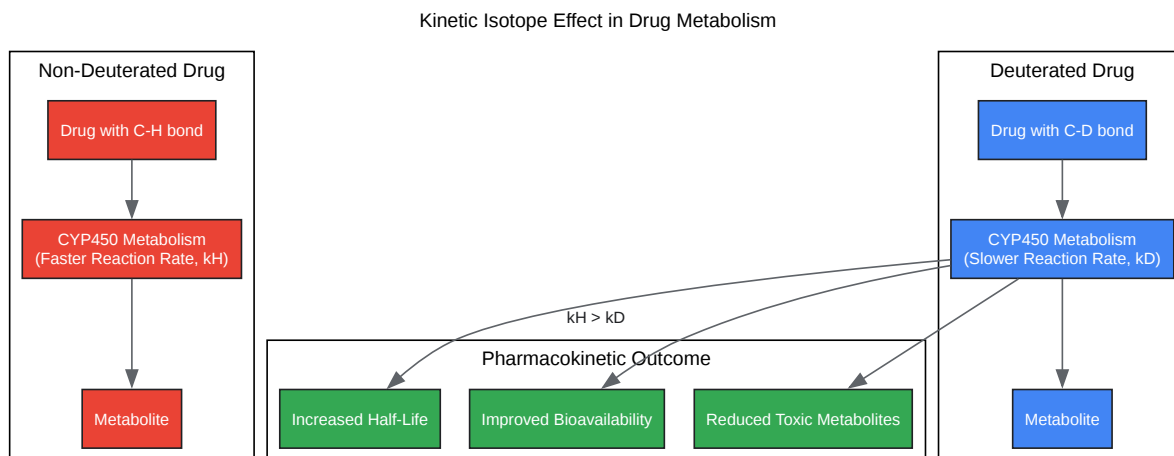 Kinetic Isotope Effect in Drug Metabolism
Non-Deuterated Drug
Deuterated Drug
Drug with C-H bond
Drug with C-D bond
CYP450 Metabolism
(Faster Reaction Rate, kH)
CYP450 Metabolism
(Slower Reaction Rate, kD)
kH > kD
Pharmacokinetic Outcome
Metabolite
Increased Half-Life
Improved Bioavailability
Reduced Toxic Metabolites
Metabolite